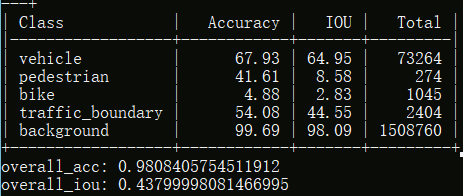 ---+
| Class            | Accuracy |   IOU |   Total |
|------------------+----------+-------+---------|
| vehicle          |    67.93 | 64.95 |   73264 |
| pedestrian       |    41.61 |  8.58 |     274 |
| bike             |     4.88 |  2.83 |    1045 |
| traffic_boundary |    54.08 | 44.55 |    2404 |
| background       |    99.69 | 98.09 | 1508760 |
+------------------+----------+-------+---------+
overall_acc: 0.9808405754511912
overall_iou: 0.43799998081466995